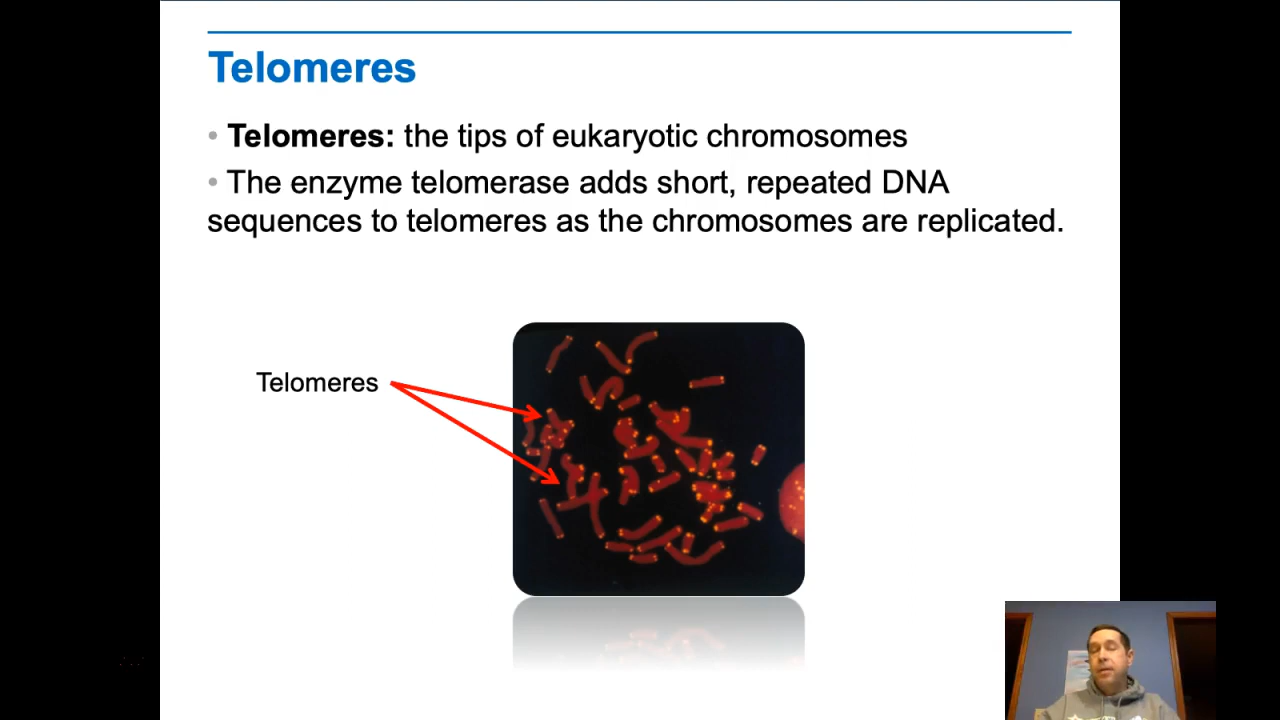 Telomeres
• Telomeres: the tips of eukaryotic chromosomes
• The enzyme telomerase adds short, repeated DNA
sequences to telomeres as the chromosomes are replicated.
Telomeres